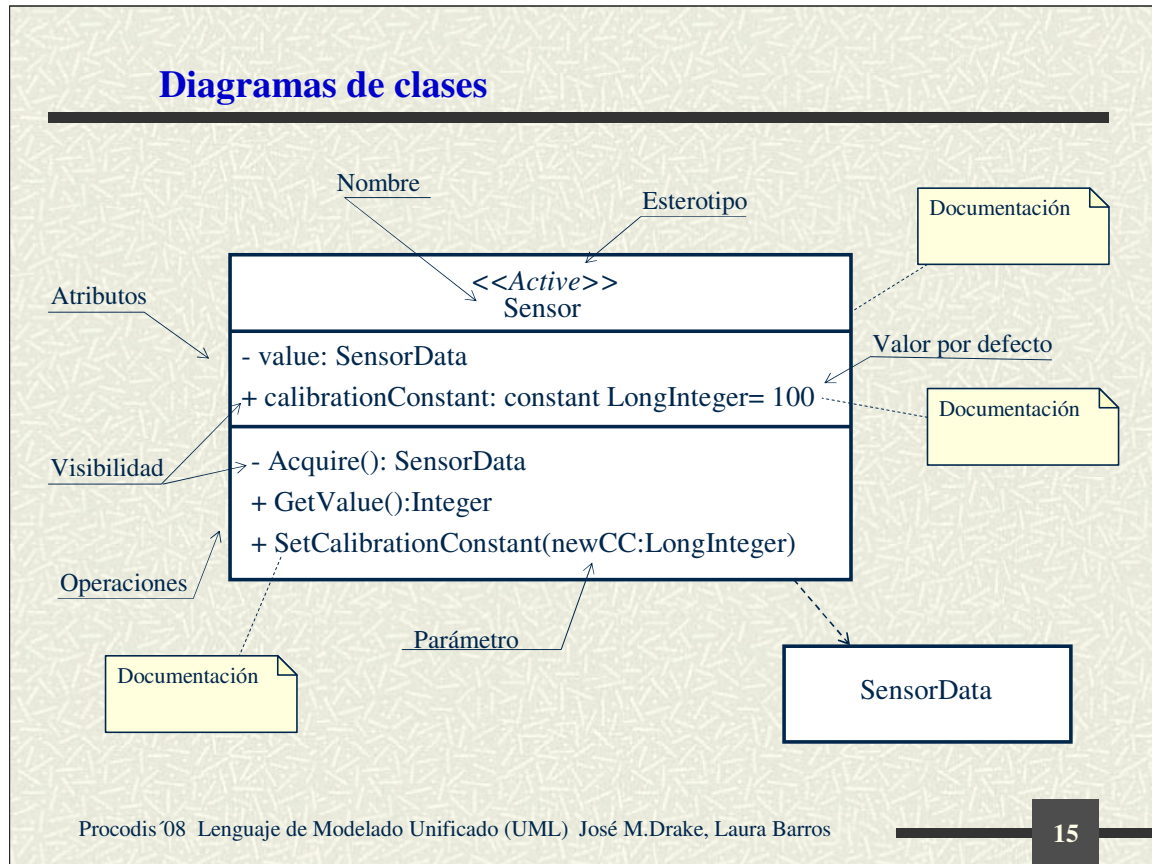 Diagramas de clases
Nombre
Esterotipo
Documentación
<<Active>>
Sensor
Atributos
- value: SensorData
Valor por defecto
+ calibrationConstant: constant LongInteger= 100
Documentación
Visibilidad
- Acquire(): SensorData
+ GetValue():Integer
+ SetCalibrationConstant(newCC:LongInteger)
Operaciones
Parámetro
Documentación
SensorData
Procodis´08 Lenguaje de Modelado Unificado (UML) José M.Drake, Laura Barros
15